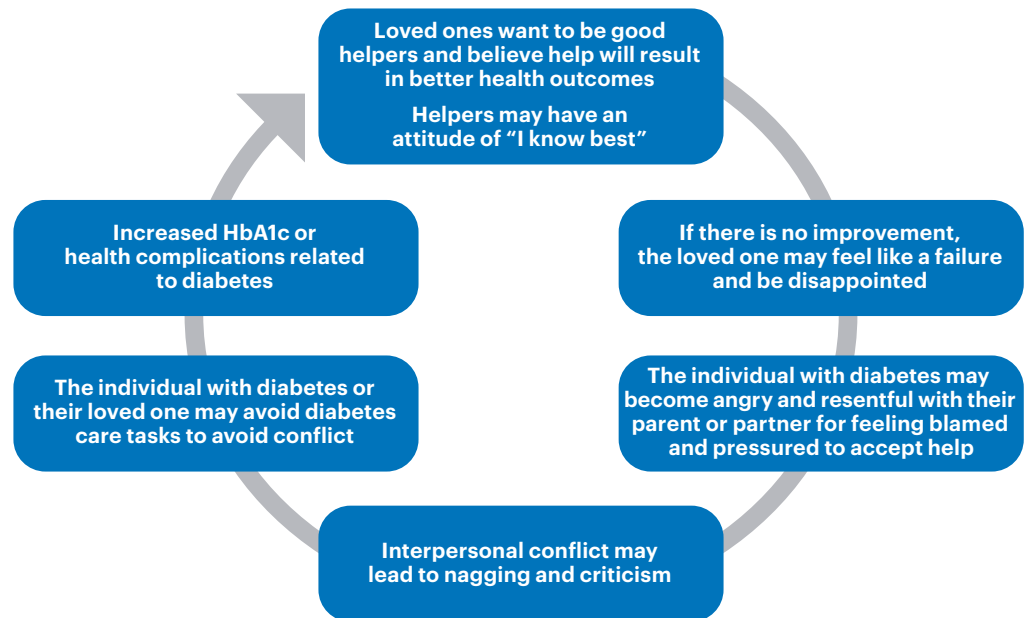 Loved ones want to be good
helpers and believe help will result
in better health outcomes
Helpers may have an
attitude of “I know best”
If there is no improvement,
the loved one may feel like a failure
and be disappointed
The individual with diabetes may
become angry and resentful with their
parent or partner for feeling blamed
and pressured to accept help
Interpersonal conflict may
lead to nagging and criticism
The individual with diabetes or
their loved one may avoid diabetes
care tasks to avoid conflict
Increased HbA1c or
health complications related
to diabetes